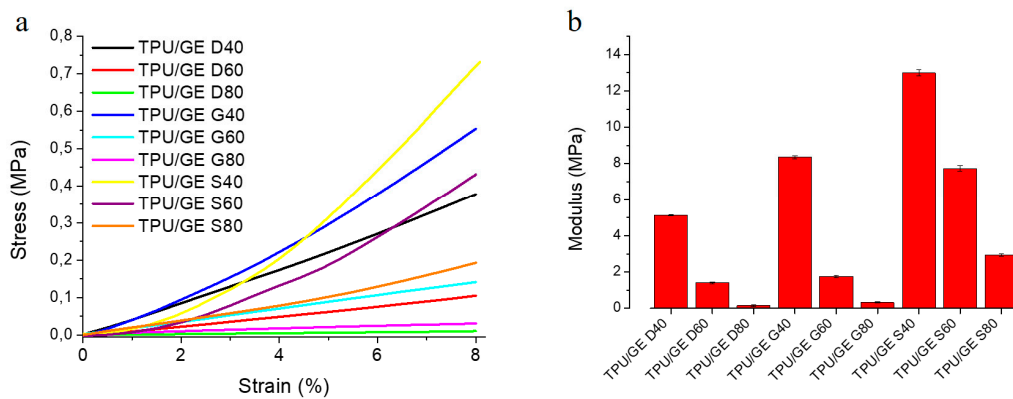 a
0,8
0,7
0,6
0,5
0,4
0,3
0,2
0,1
0,0
Stress (MPa)
TPU/GE D40
TPU/GE D60
TPU/GE D80
TPU/GE G40
TPU/GE G60
TPU/GE G80
TPU/GE S40
TPU/GE S60
TPU/GE S80
0 2 4 6 8
Strain (%)
b
14
12
10
8
6
4
2
0
Modulus (MPa)
TPU/GE D40
TPU/GE D60
TPU/GE D80
TPU/GE G40
TPU/GE G60
TPU/GE G80
TPU/GE S40
TPU/GE S60
TPU/GE S80